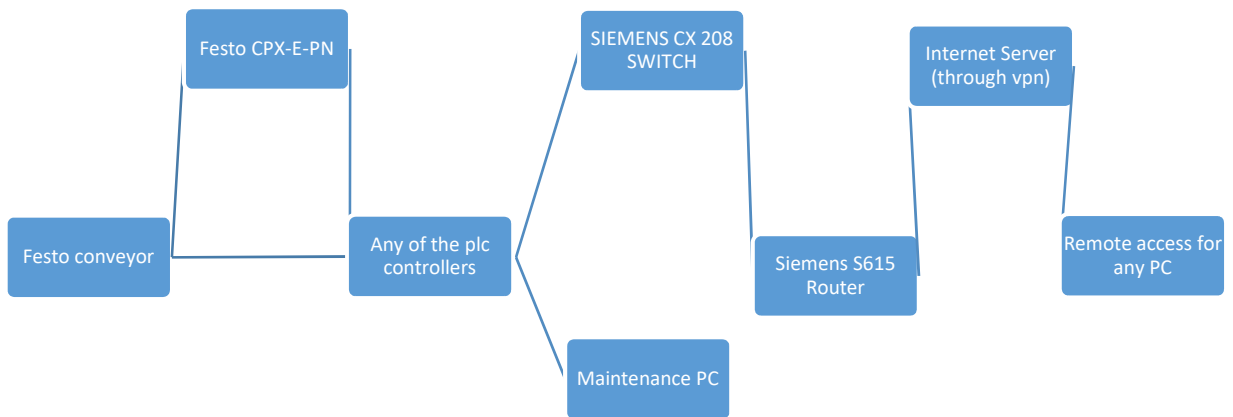 Festo CPX-E-PN
SIEMENS CX 208
SWITCH
Internet Server
(through vpn)
Festo conveyor
Any of the plc
controllers
Siemens S615
Router
Remote access for
any PC
Maintenance PC